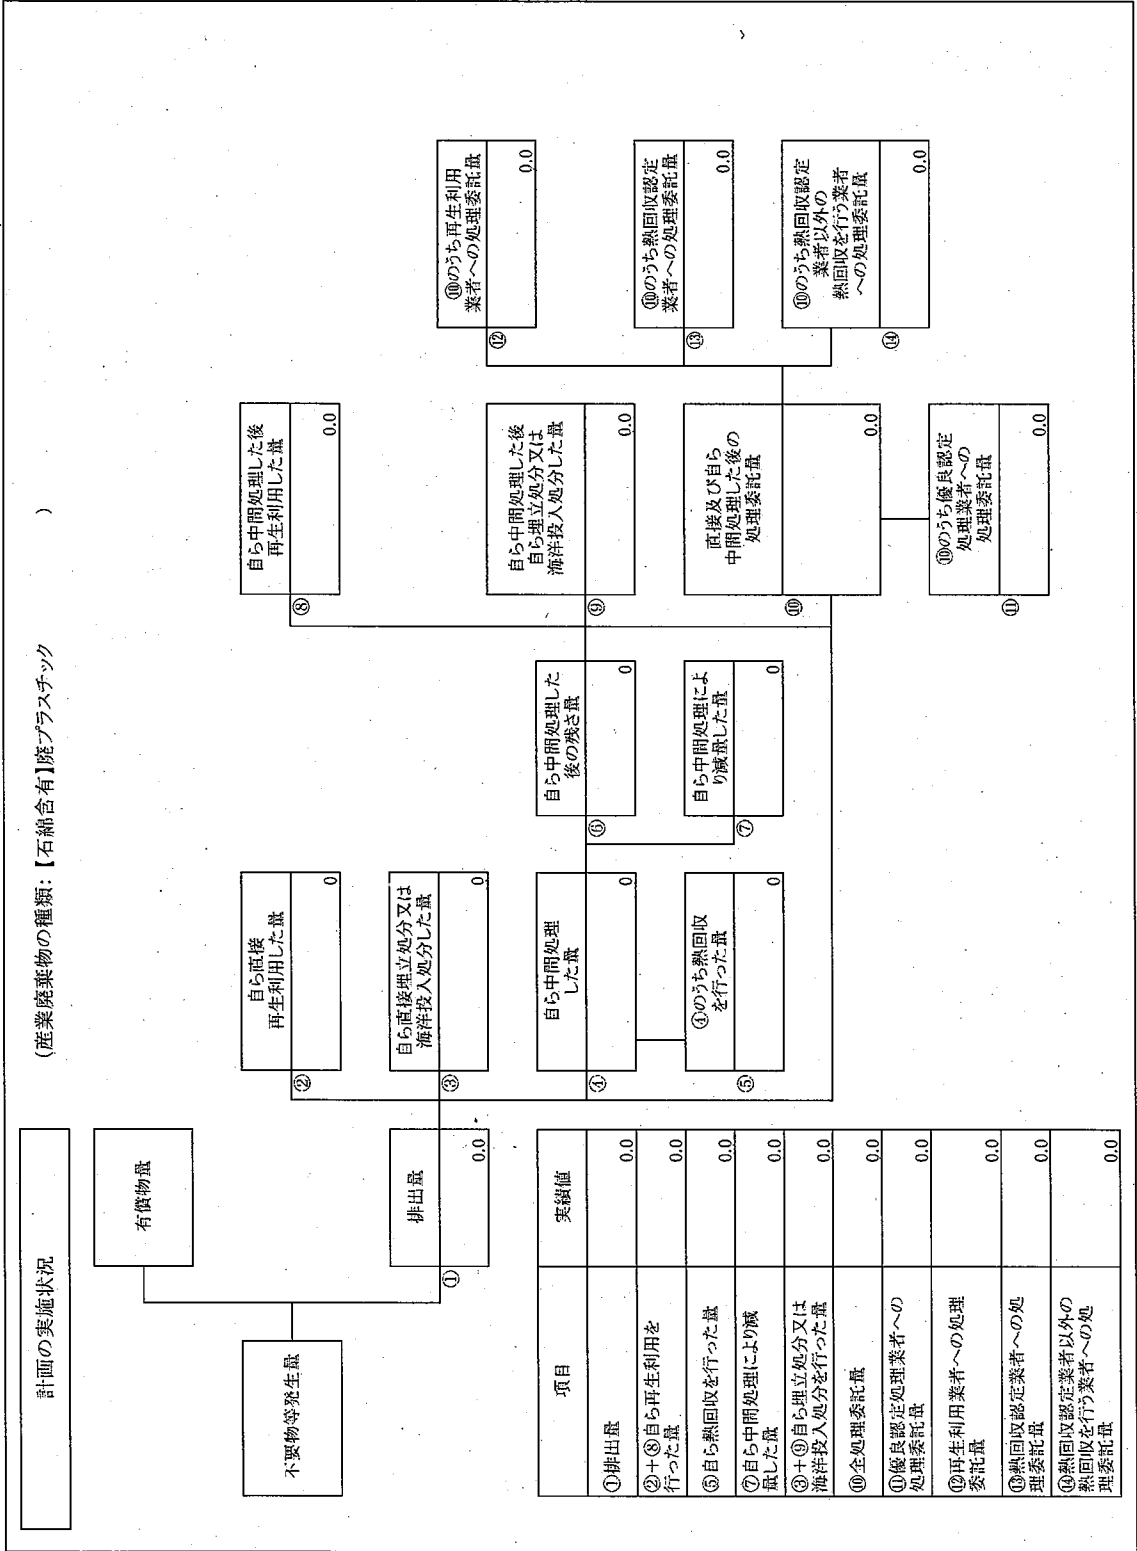 計画の実施状況
(産業廃棄物の種類:【石綿含有】廃プラスチック
)
不要物等発生量
有償物量
①
排出量
0.0
②
自ら直接
再生利用した量
0
③
自ら直接埋立処分又は
海洋投入処分した量
0
④
自ら中間処理
した量
0
⑤
④のうち熱回収
を行った量
0
⑥
自ら中間処理した
後の残さ量
0
⑦
自ら中間処理によ
り減量した量
0
⑧
自ら中間処理した後
再生利用した量
0.0
⑨
自ら中間処理した後
自ら埋立処分又は
海洋投入処分した量
0.0
⑩
直接及び自ら
中間処理した後の
処理委託量
0.0
⑪
⑩のうち優良認定
処理業者への
処理委託量
0.0
⑫
⑩のうち再生利用
業者への処理委託量
0.0
⑬
⑩のうち熱回収認定
業者への処理委託量
0.0
⑭
⑩のうち熱回収認定
業者以外の
熱回収を行う業者
への処理委託量
0.0
項目 実績値
①排出量 0.0
②+⑧自ら再生利用を
行った量 0.0
⑤自ら熱回収を行った量 0.0
⑦自ら中間処理により減
量した量 0.0
③+⑨自ら埋立処分又は
海洋投入処分を行った量 0.0
⑩全処理委託量 0.0
⑪優良認定処理業者への
処理委託量 0.0
⑫再生利用業者への処理
委託量 0.0
⑬熱回収認定業者への処
理委託量 0.0
⑭熱回収認定業者以外の
熱回収を行う業者への処
理委託量 0.0